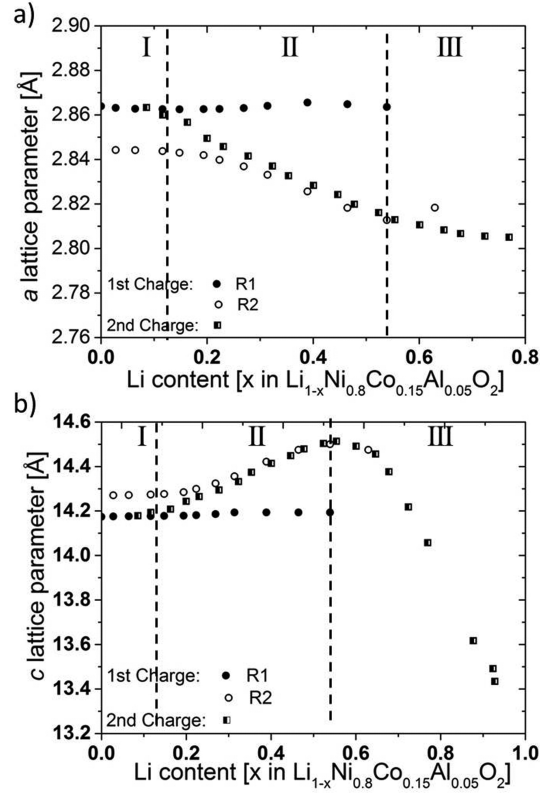 a)
2.90
I II III
2.88
2.86
2.84
2.82
2.80
2.78
2.76
a lattice parameter [Å]
1st Charge: R1
R2
2nd Charge:
0.0 0.2 0.4 0.6 0.8
Li content [x in Li1-xNi0.8Co0.15Al0.05O2]
b)
14.6
I II III
14.4
14.2
14.0
13.8
13.6
13.4
13.2
c lattice parameter [Å]
1st Charge: R1
R2
2nd Charge:
0.0 0.2 0.4 0.6 0.8 1.0
Li content [x in Li1-xNi0.8Co0.15Al0.05O2]